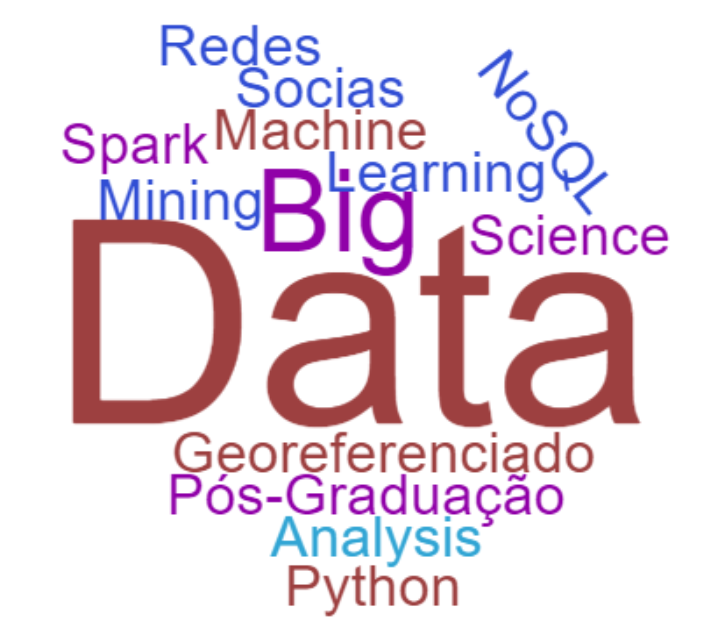 Redes
Socias
NoSQL
Machine
Spark
Learning
Mining
Big
Science
Data
Georeferenciado
Pós-Graduação
Analysis
Python